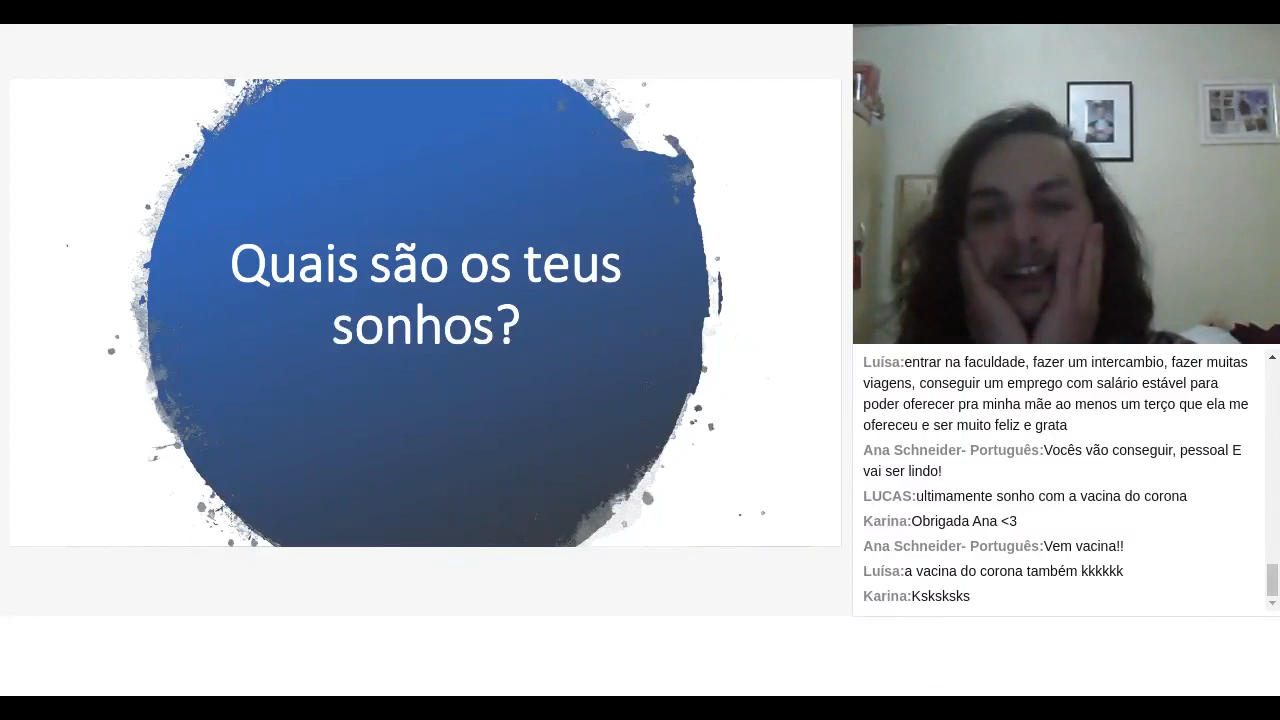 Quais são os teus
sonhos?
Luísa:entrar na faculdade, fazer um intercambio, fazer muitas
viagens, conseguir um emprego com salário estável para
poder oferecer pra minha mãe ao menos um terço que ela me
ofereceu e ser muito feliz e grata
Ana Schneider- Português:Vocês vão conseguir, pessoal E
vai ser lindo!
LUCAS:ultimamente sonho com a vacina do corona
Karina:Obrigada Ana <3
Ana Schneider- Português:Vem vacina!!
Luísa:a vacina do corona também kkkkkk
Karina:Ksksksks